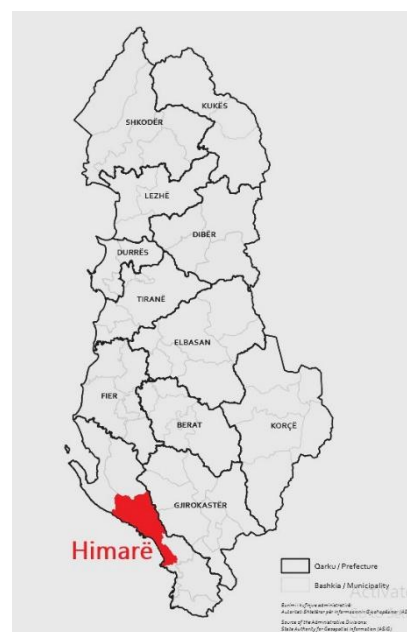 KUKËS
SHKODËR
LEZHË
DIBËR
DURRËS
TIRANË
ELBASAN
FIER
BERAT
KORÇË
GJIROKASTËR
Himarë
Qarku / Prefecture
Bashkia / Municipality
Activate
Source of the Administrative Divisions:
State Authority for Geospatial Information (ASIG)